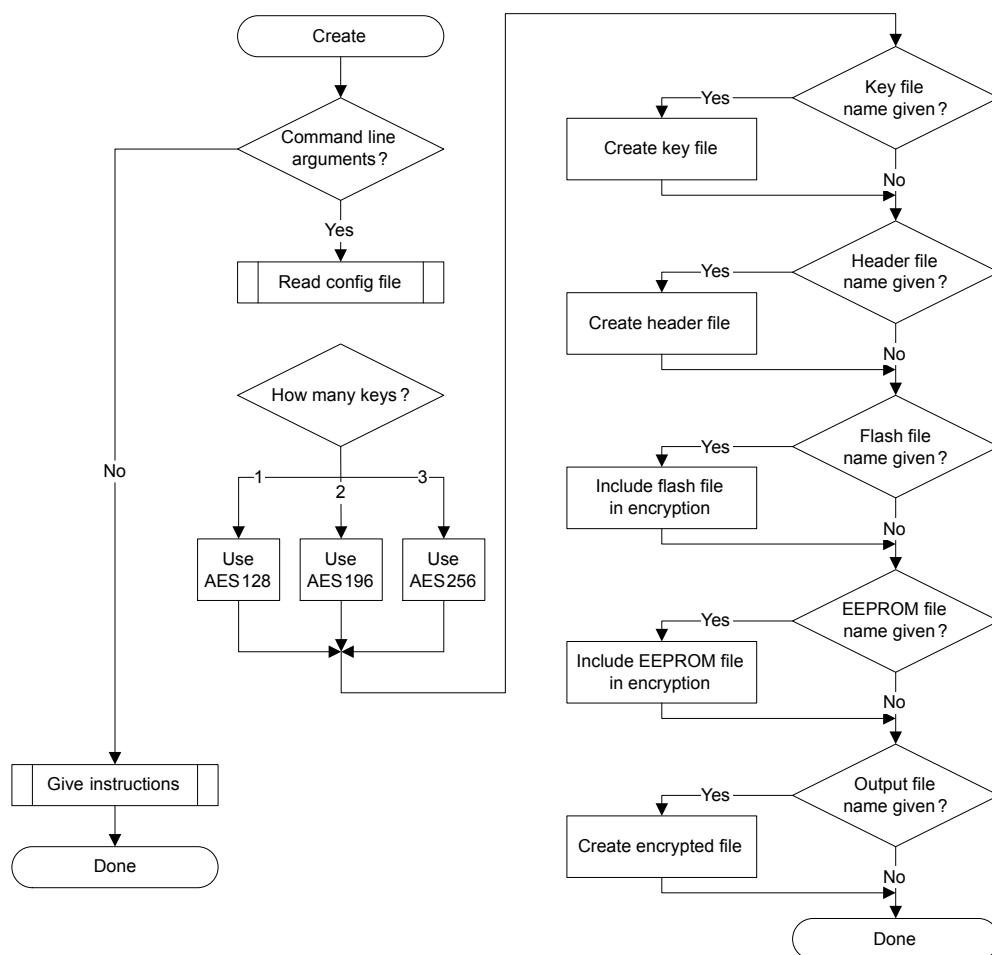 Create
Command line
arguments?
Yes
Read config file
How many keys?
1
2
3
Use
AES128
Use
AES196
Use
AES256
No
Give instructions
Done
Key file
name given?
Yes
Create key file
No
Header file
name given?
Yes
Create header file
No
Flash file
name given?
Yes
Include flash file
in encryption
No
EEPROM file
name given?
Yes
Include EEPROM file
in encryption
No
Output file
name given?
Yes
Create encrypted file
No
Done